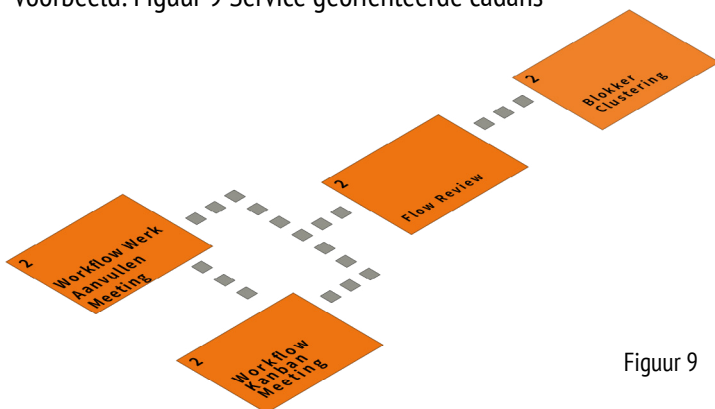 Voorbeeld: Figuur 9 Service georiënteerde cadans
2
Blokker
Clustering
2
Flow Review
2
Workflow Werk
Aanvullen
Meeting
2
Workflow
Kanban
Meeting
Figuur 9